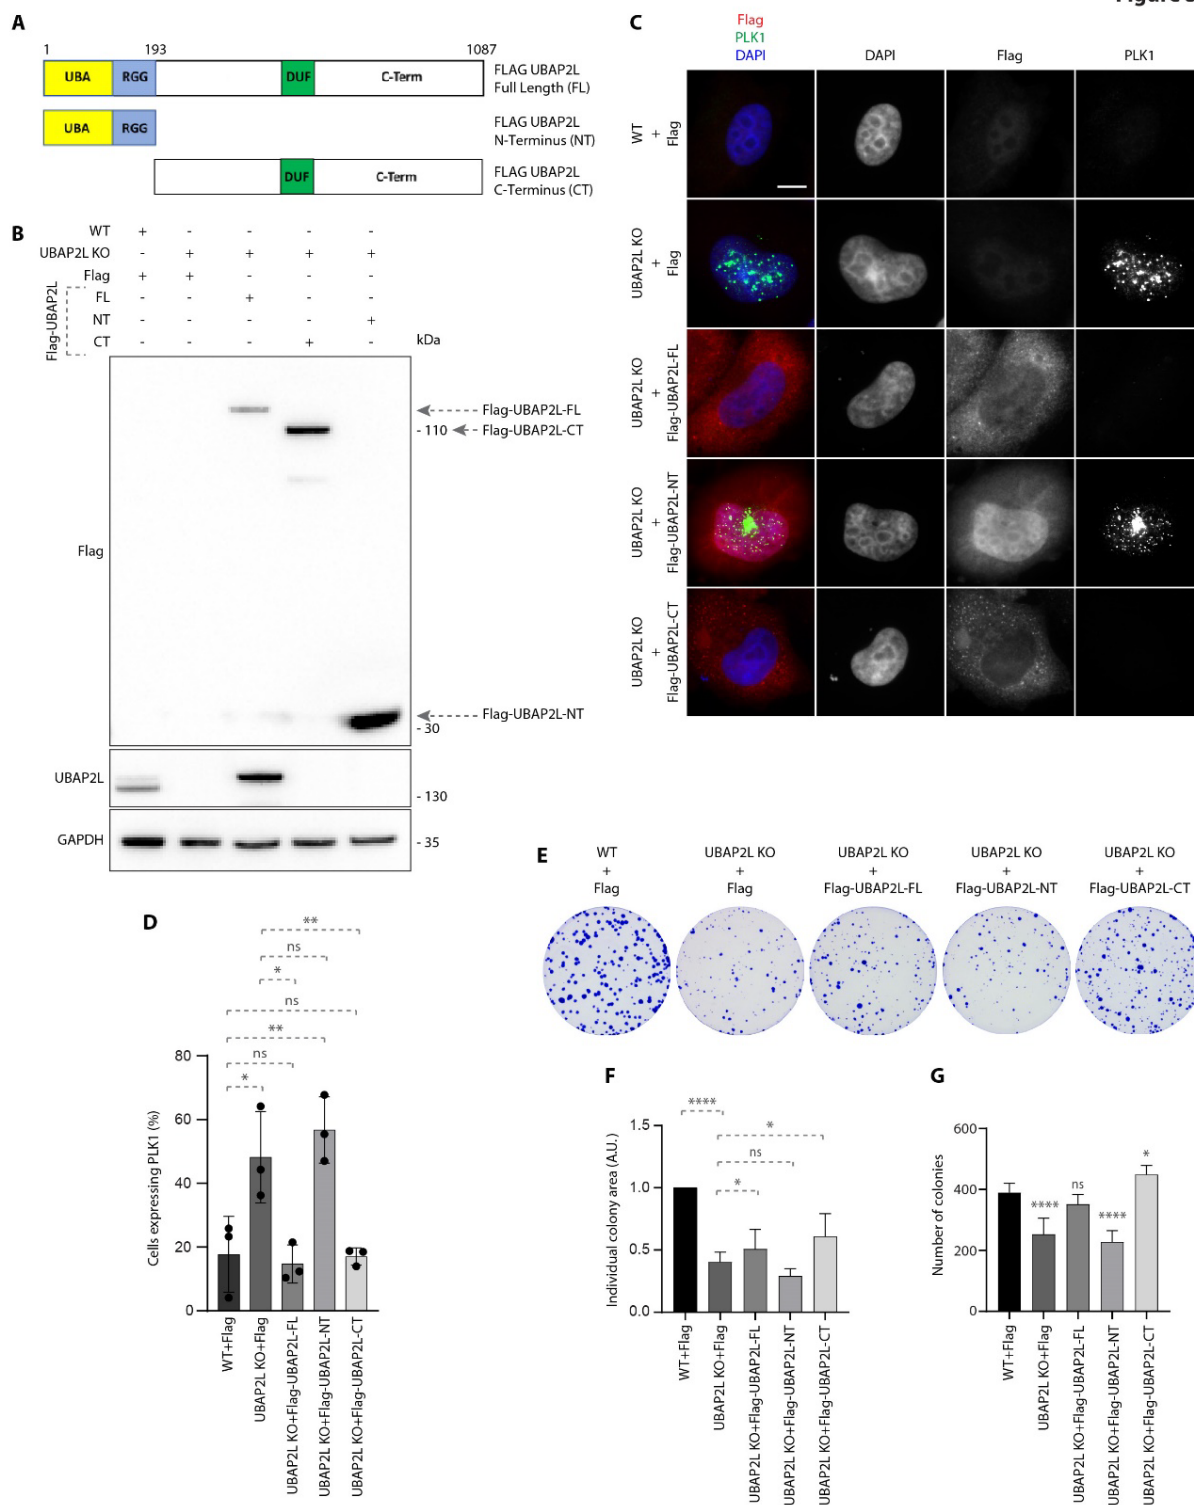 A
1
193
1087
UBA
RGG
DUF
C-Term
FLAG UBAP2L
Full Length (FL)
UBA
RGG
FLAG UBAP2L
N-Terminus (NT)
DUF
C-Term
FLAG UBAP2L
C-Terminus (CT)
B
WT + - - - -
UBAP2L KO - + + + +
Flag + + - - -
Flag-UBAP2L
FL - - + - -
NT - - - - +
CT - - - + -
kDa
Flag
Flag-UBAP2L-FL
- 110
Flag-UBAP2L-CT
Flag-UBAP2L-NT
- 30
UBAP2L
- 130
GAPDH
- 35
C
Flag
PLK1
DAPI
DAPI
Flag
PLK1
WT
+
Flag
UBAP2L KO
+
Flag
UBAP2L KO
+
Flag-UBAP2L-FL
UBAP2L KO
+
Flag-UBAP2L-NT
UBAP2L KO
+
Flag-UBAP2L-CT
D
**
ns
*
ns
**
ns
*
80
60
40
20
0
Cells expressing PLK1 (%)
WT+Flag
UBAP2L KO+Flag
UBAP2L KO+Flag-UBAP2L-FL
UBAP2L KO+Flag-UBAP2L-NT
UBAP2L KO+Flag-UBAP2L-CT
E
WT
+
Flag
UBAP2L KO
+
Flag
UBAP2L KO
+
Flag-UBAP2L-FL
UBAP2L KO
+
Flag-UBAP2L-NT
UBAP2L KO
+
Flag-UBAP2L-CT
F
****
*
ns
*
1.5
1.0
0.5
0.0
Individual colony area (A.U.)
WT+Flag
UBAP2L KO+Flag
UBAP2L KO+Flag-UBAP2L-FL
UBAP2L KO+Flag-UBAP2L-NT
UBAP2L KO+Flag-UBAP2L-CT
G
600
400
200
0
Number of colonies
****
ns
****
*
WT+Flag
UBAP2L KO+Flag
UBAP2L KO+Flag-UBAP2L-FL
UBAP2L KO+Flag-UBAP2L-NT
UBAP2L KO+Flag-UBAP2L-CT